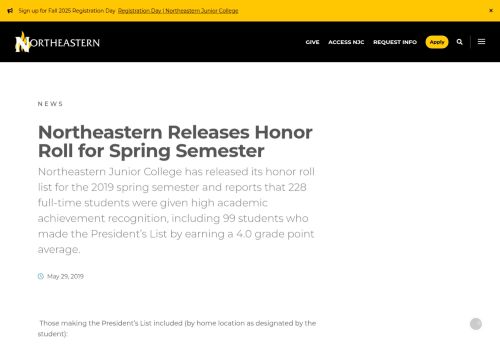 Sign up for Fall 2025 Registration Day Registration Day | Northeastern Junior College ×
NORTHEASTERN GIVE ACCESS NJC REQUEST INFO Apply
NEWS
Northeastern Releases Honor
Roll for Spring Semester
Northeastern Junior College has released its honor roll
list for the 2019 spring semester and reports that 228
full-time students were given high academic
achievement recognition, including 99 students who
made the President's List by earning a 4.0 grade point
average.
May 29, 2019
Those making the President's List included (by home location as designated by the
student):